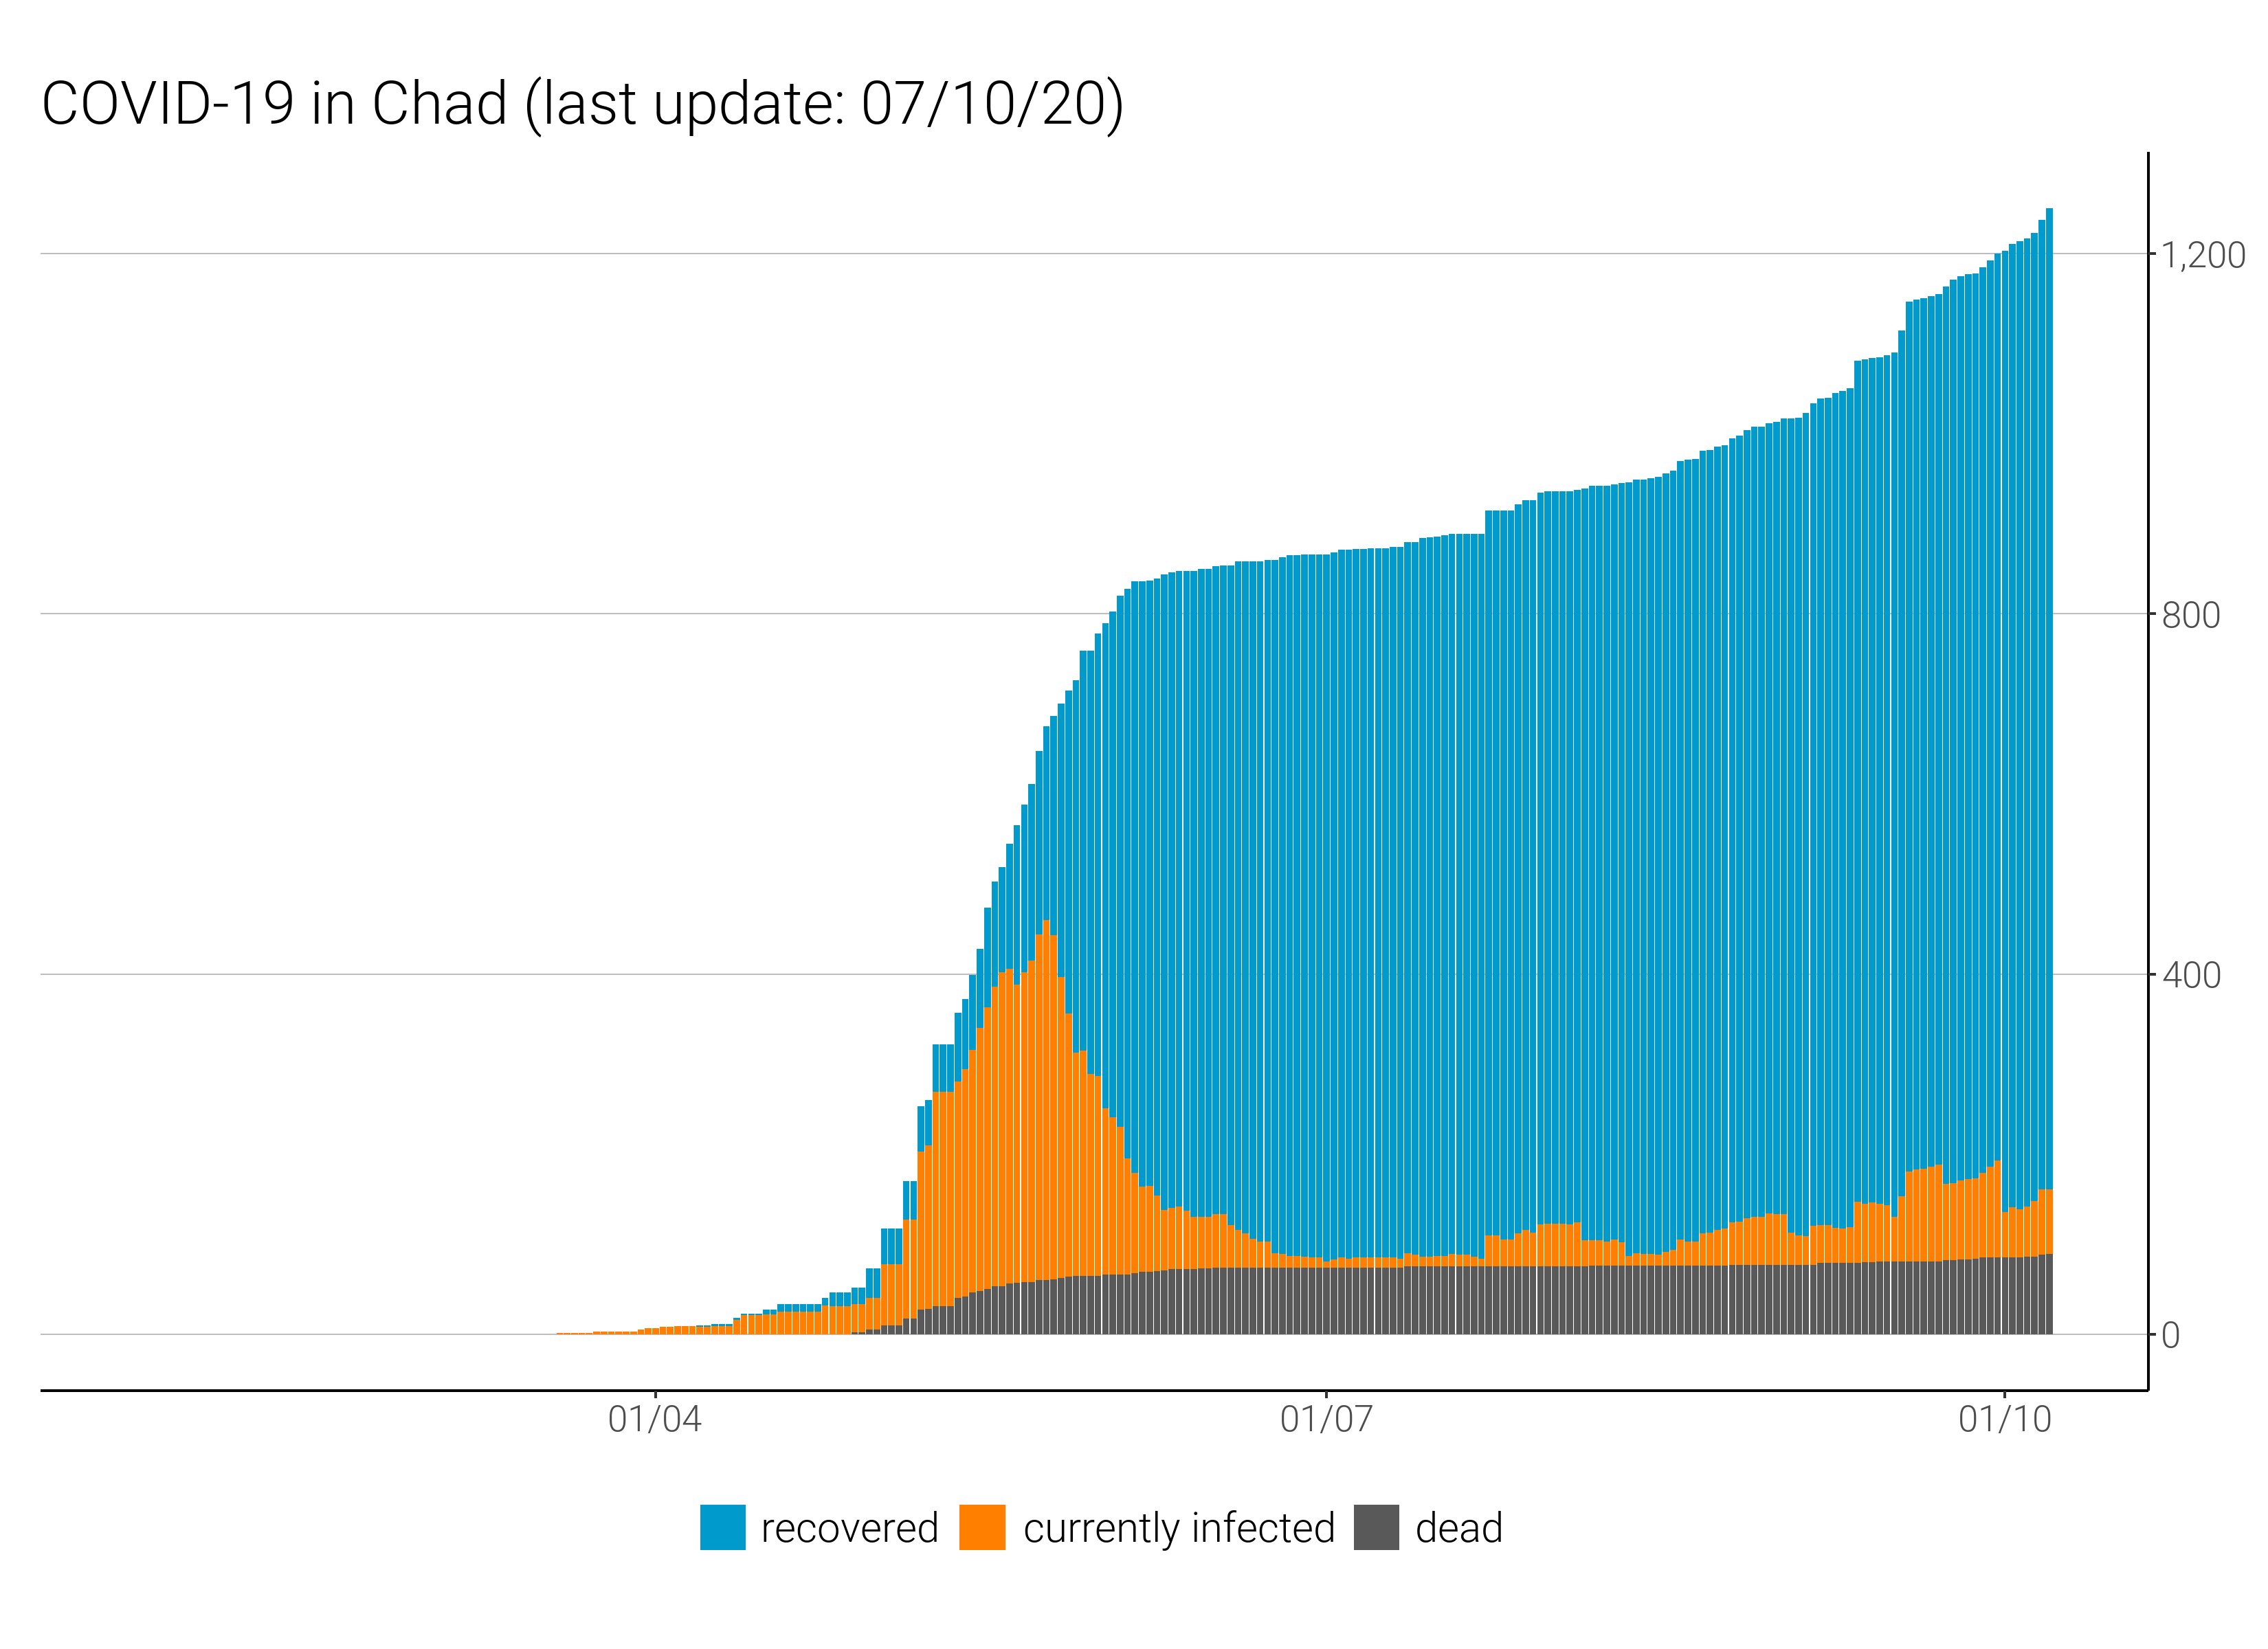 COVID-19 in Chad (last update: 07/10/20)
1,200
800
400
0
01/04 01/07 01/10
recovered currently infected dead